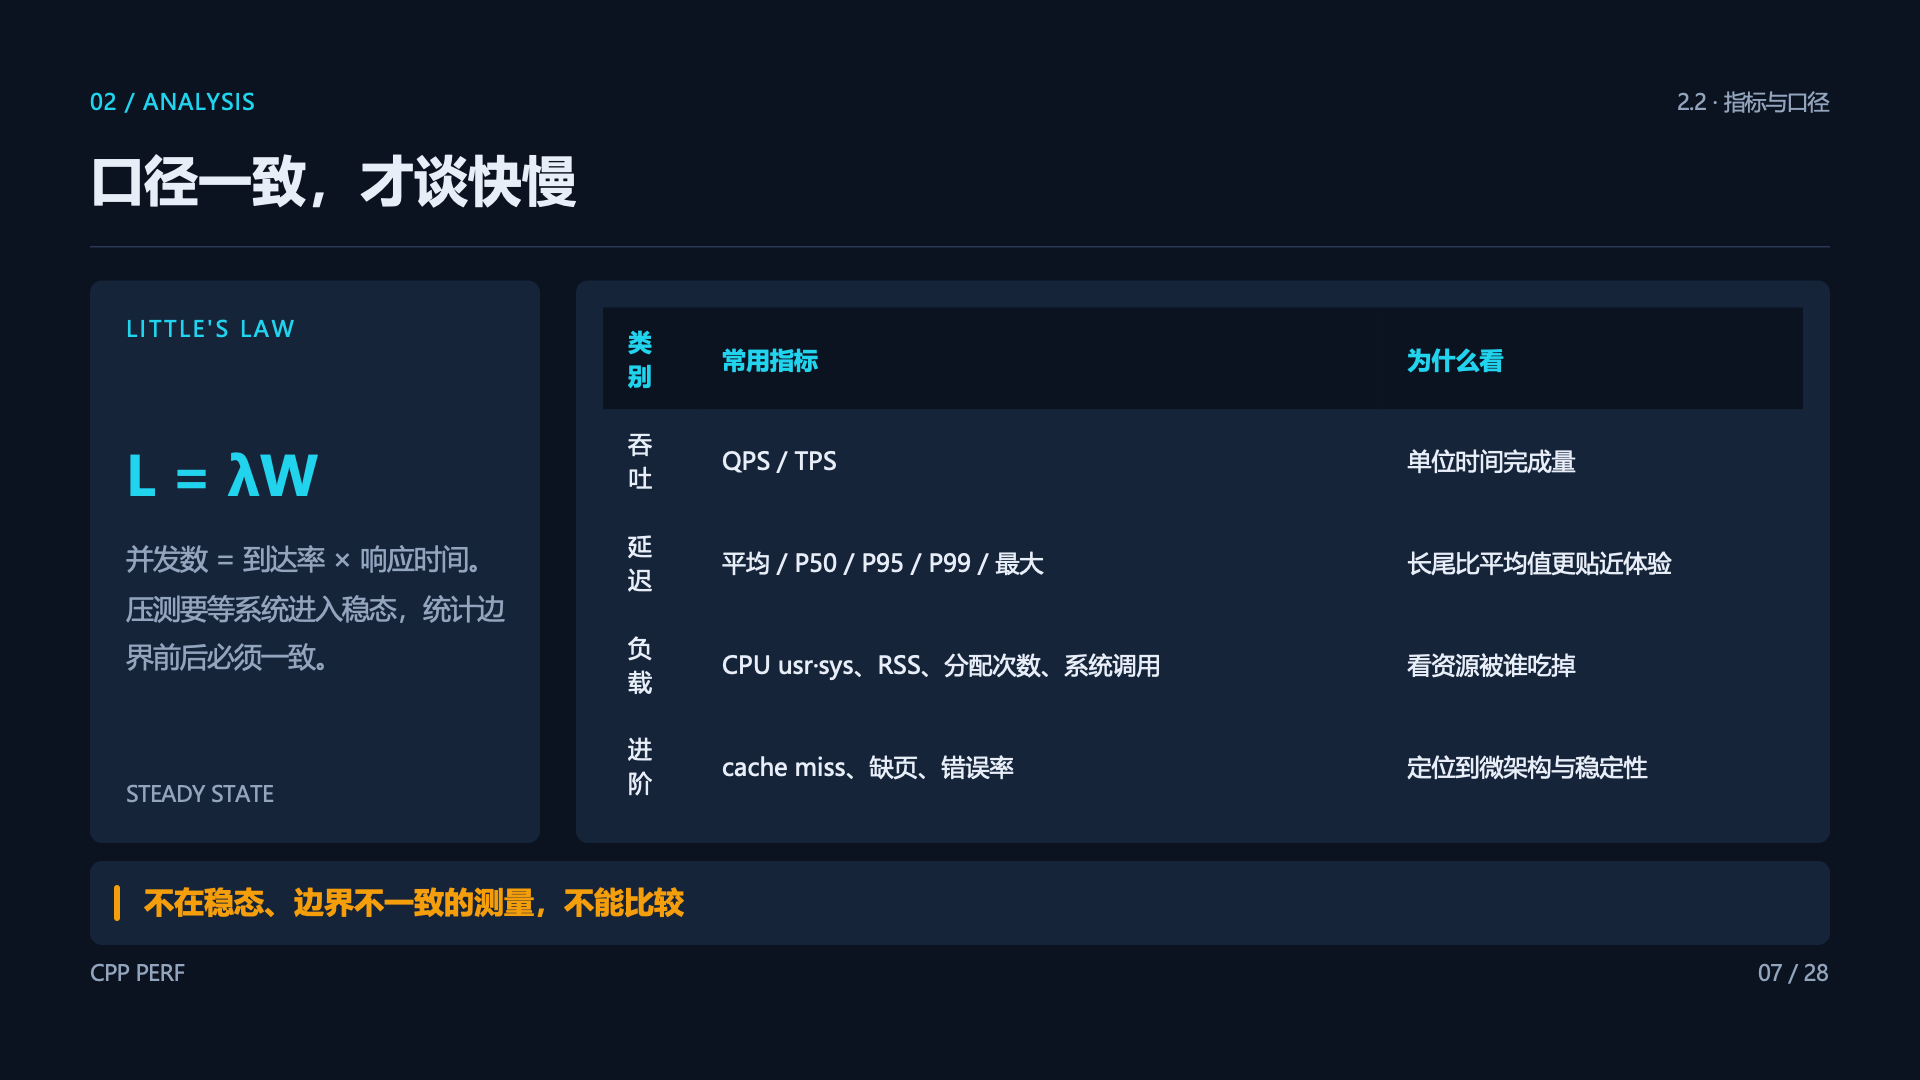 02 / ANALYSIS
2.2 · 指标与口径
口径一致，才谈快慢
LITTLE'S LAW
L = λW
并发数 = 到达率 × 响应时间。
压测要等系统进入稳态，统计边
界前后必须一致。
STEADY STATE
类别 常用指标 为什么看
吞吐 QPS / TPS 单位时间完成量
延迟 平均 / P50 / P95 / P99 / 最大 长尾比平均值更贴近体验
负载 CPU usr·sys、RSS、分配次数、系统调用 看资源被谁吃掉
进阶 cache miss、缺页、错误率 定位到微架构与稳定性
不在稳态、边界不一致的测量，不能比较
CPP PERF
07 / 28